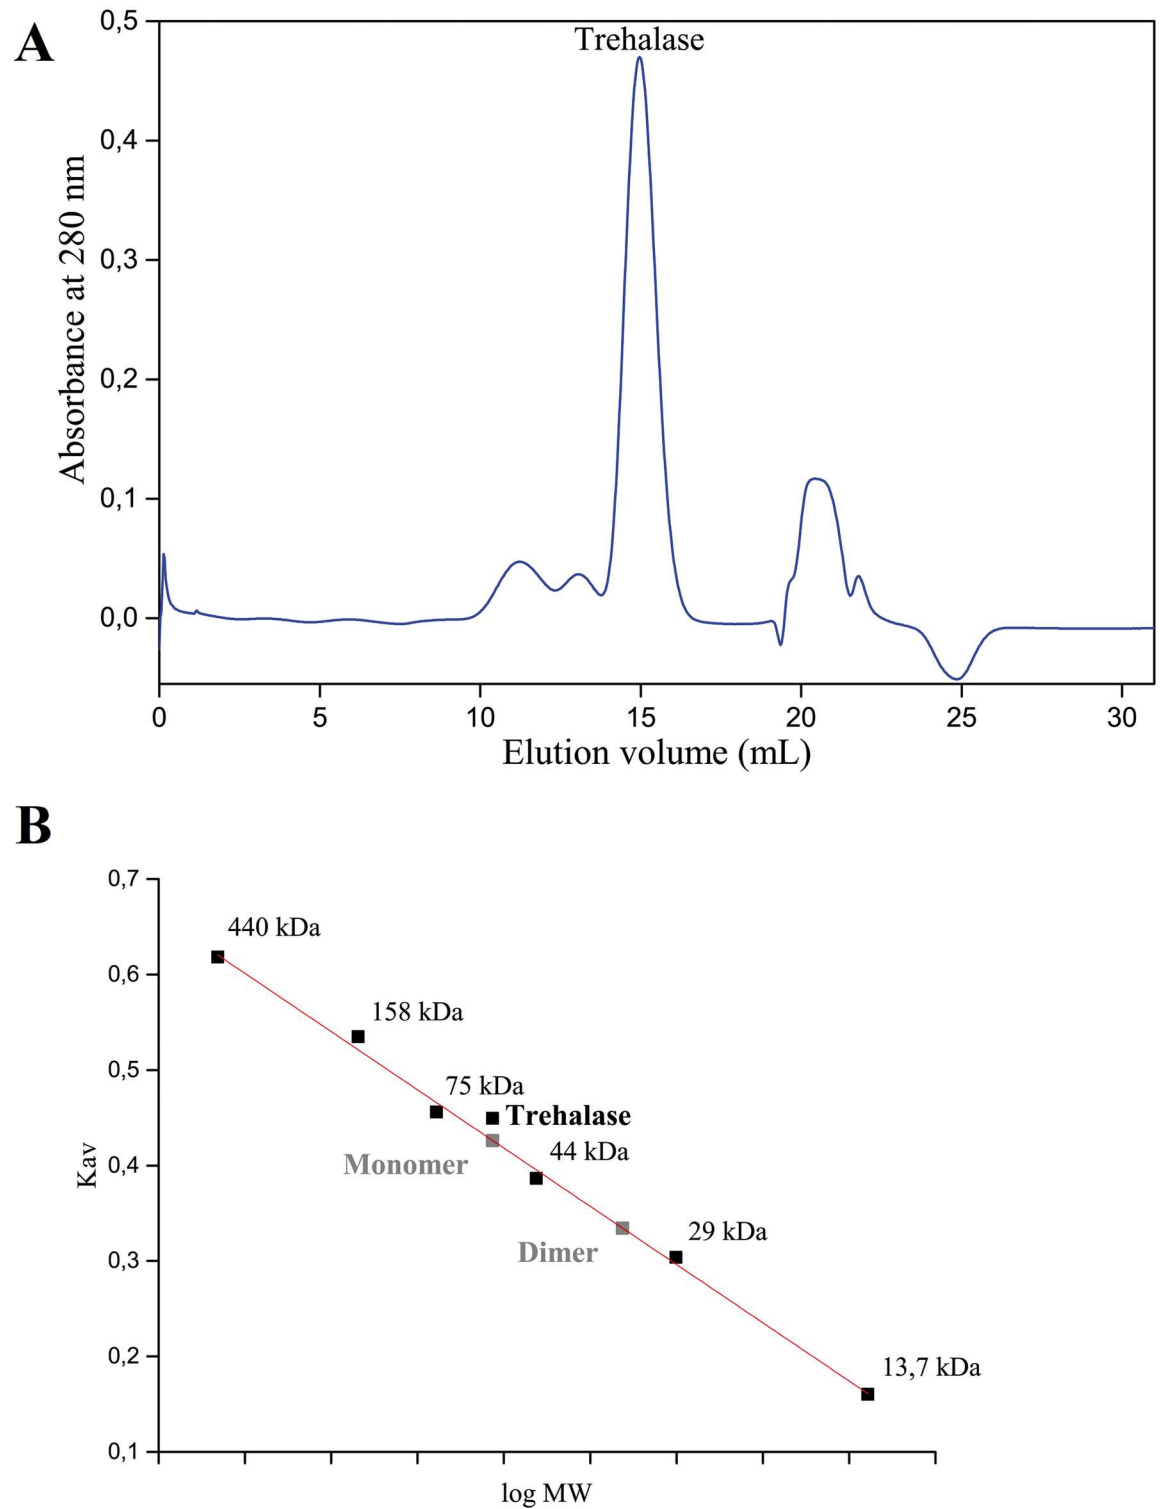 A
Trehalase
Absorbance at 280 nm
0,5
0,4
0,3
0,2
0,1
0,0
0 5 10 15 20 25 30
Elution volume (mL)
B
Kav
0,7
0,6
0,5
0,4
0,3
0,2
0,1
440 kDa
158 kDa
75 kDa
Trehalase
44 kDa
Monomer
29 kDa
Dimer
13,7 kDa
log MW